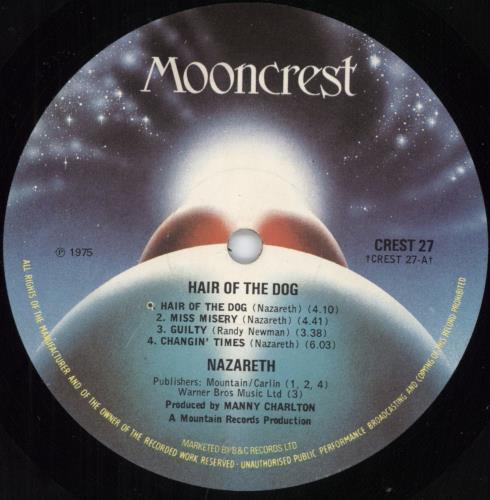 Mooncrest
℗ 1975
CREST 27
†CREST 27-A†
HAIR OF THE DOG
1. HAIR OF THE DOG (Nazareth) (4.10)
2. MISS MISERY (Nazareth) (4.41)
3. GUILTY (Randy Newman) (3.38)
4. CHANGIN' TIMES (Nazareth) (6.03)
NAZARETH
Publishers: Mountain/Carlin (1, 2, 4)
Warner Bros Music Ltd (3)
Produced by MANNY CHARLTON
A Mountain Records Production
MARKETED BY B&C RECORDS LTD
ALL RIGHTS OF THE MANUFACTURER AND OF THE OWNER OF THE RECORDED WORK RESERVED · UNAUTHORISED PUBLIC PERFORMANCE BROADCASTING AND COPYING OF THIS RECORD PROHIBITED